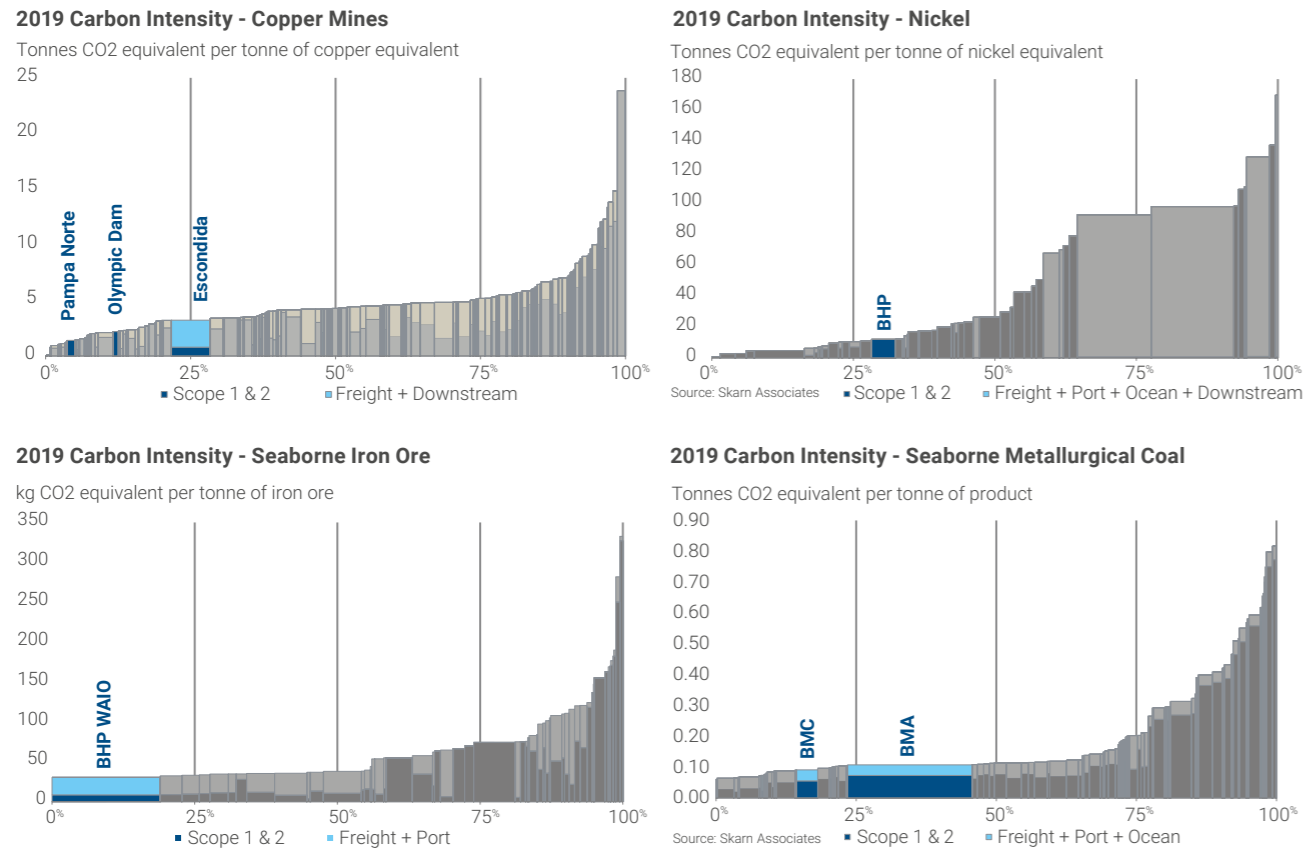 2019 Carbon Intensity - Copper Mines
Tonnes CO2 equivalent per tonne of copper equivalent
25
20
15
10
5
0
Pampa Norte
Olympic Dam
Escondida
0% 25% 50% 75% 100%
Scope 1 & 2 Freight + Downstream
2019 Carbon Intensity - Nickel
Tonnes CO2 equivalent per tonne of nickel equivalent
180
160
140
120
100
80
60
40
20
0
BHP
0% 25% 50% 75% 100%
Source: Skarn Associates Scope 1 & 2 Freight + Port + Ocean + Downstream
2019 Carbon Intensity - Seaborne Iron Ore
kg CO2 equivalent per tonne of iron ore
350
300
250
200
150
100
50
0
BHP WAIO
0% 25% 50% 75% 100%
Scope 1 & 2 Freight + Port
2019 Carbon Intensity - Seaborne Metallurgical Coal
Tonnes CO2 equivalent per tonne of product
0.90
0.80
0.70
0.60
0.50
0.40
0.30
0.20
0.10
0.00
BMC
BMA
0% 25% 50% 75% 100%
Source: Skarn Associates Scope 1 & 2 Freight + Port + Ocean